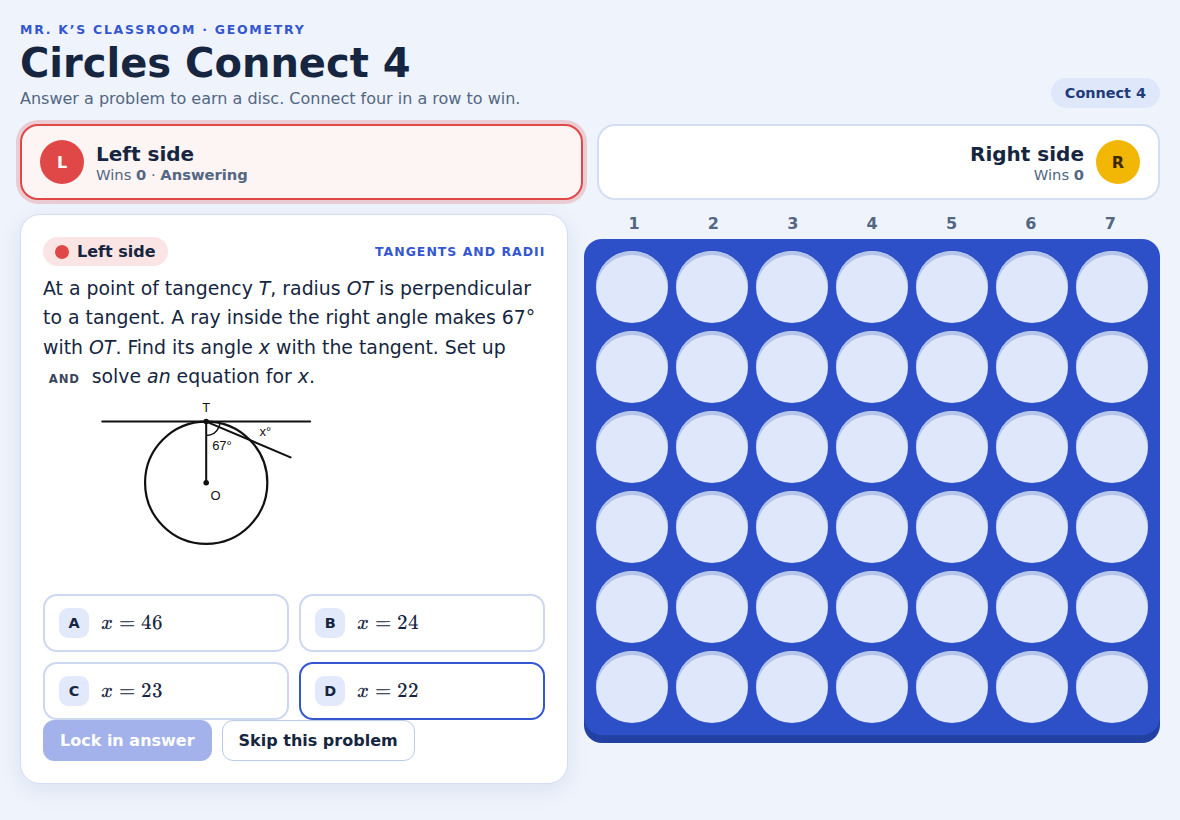 MR. K’S CLASSROOM · GEOMETRY
Circles Connect 4
Answer a problem to earn a disc. Connect four in a row to win.
Connect 4
L
Left side
Wins 0 · Answering
Right side
Wins 0
R
Left side
TANGENTS AND RADII
At a point of tangency T, radius OT is perpendicular
to a tangent. A ray inside the right angle makes 67°
with OT. Find its angle x with the tangent. Set up
AND solve an equation for x.
T
x°
67°
O
A x = 46
B x = 24
C x = 23
D x = 22
Lock in answer
Skip this problem
1 2 3 4 5 6 7